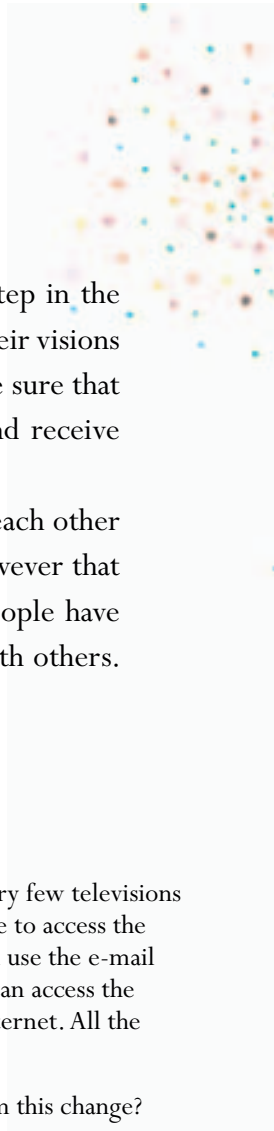 tep in the
eir visions
e sure that
nd receive
each other
wever that
ople have
th others.
ry few televisions
e to access the
use the e-mail
an access the
ernet. All the
n this change?